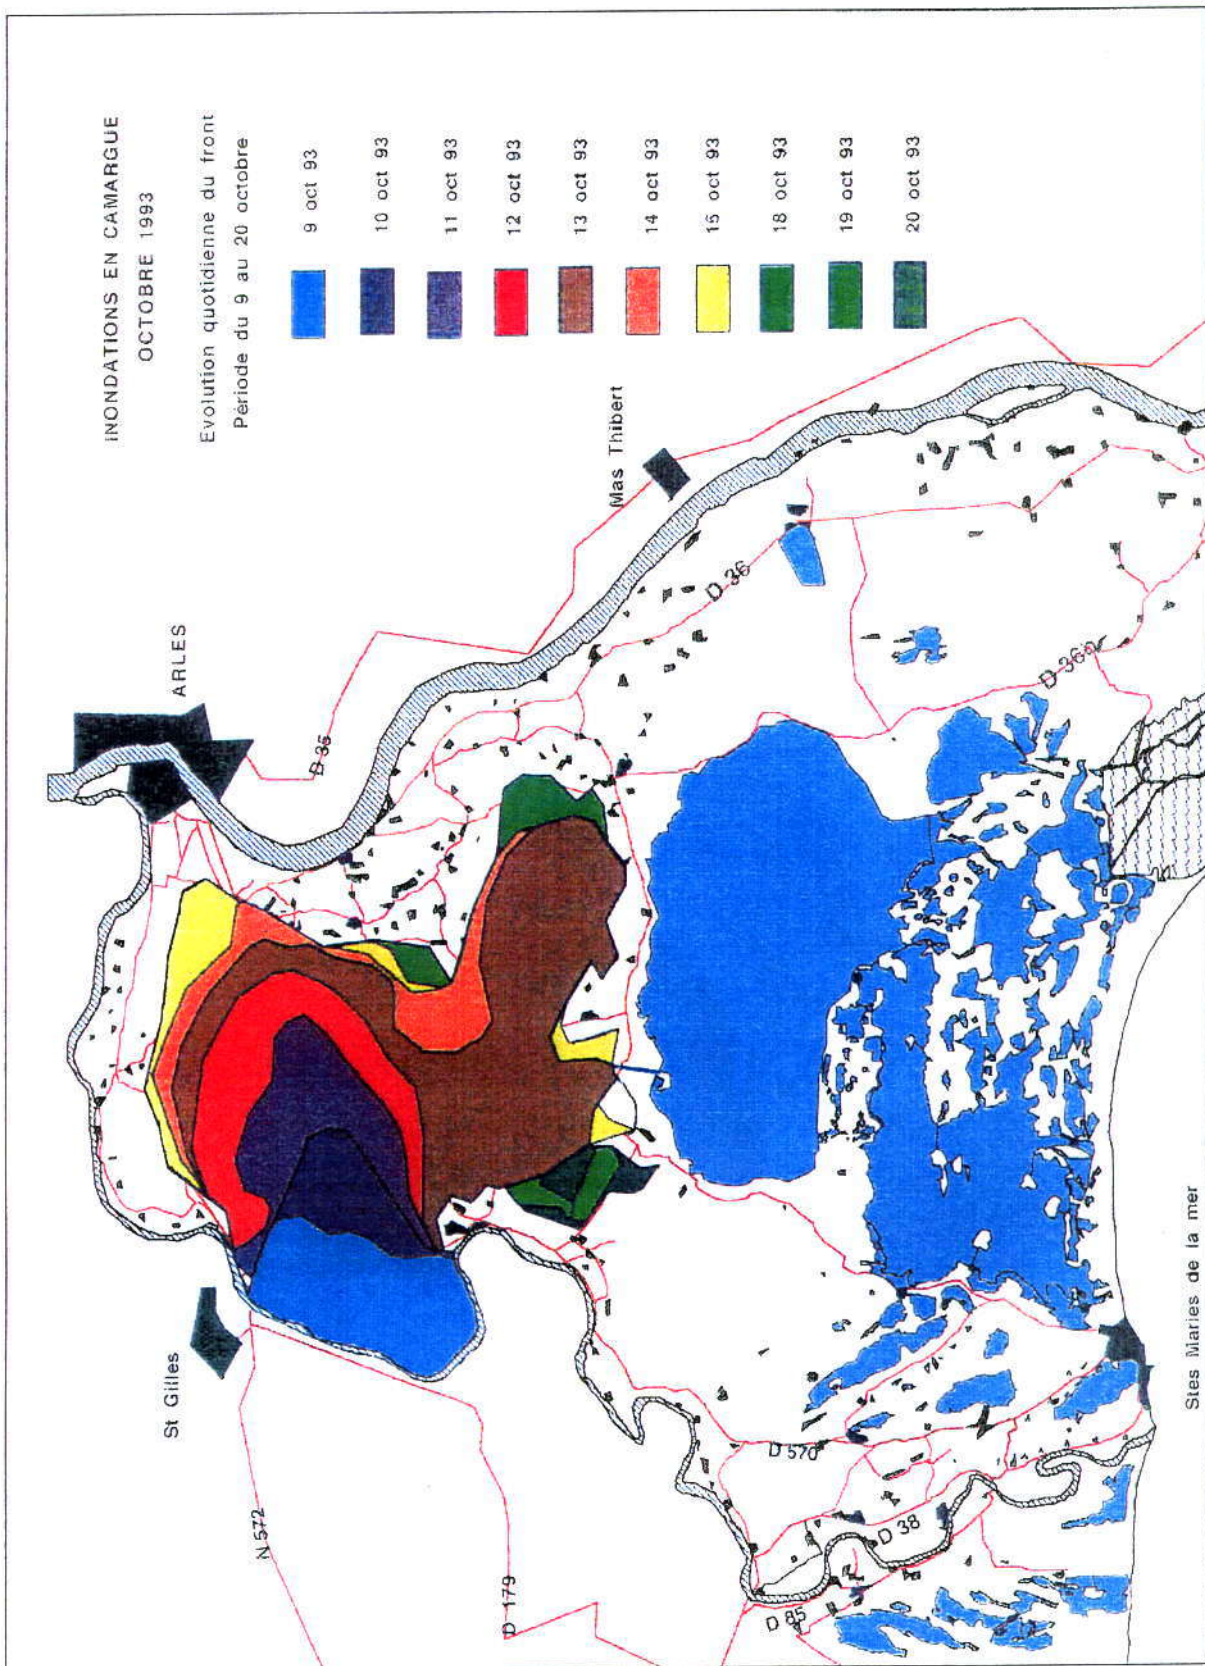 INONDATIONS EN CAMARGUE
OCTOBRE 1993
Evolution quotidienne du front
Période du 9 au 20 octobre
9 oct 93
10 oct 93
11 oct 93
12 oct 93
13 oct 93
14 oct 93
15 oct 93
18 oct 93
19 oct 93
20 oct 93
ARLES
St Gilles
Mas Thibert
N 572
D 35
D 179
D 36
D 570
D 38
D 85
D 36b
Stes Maries de la mer